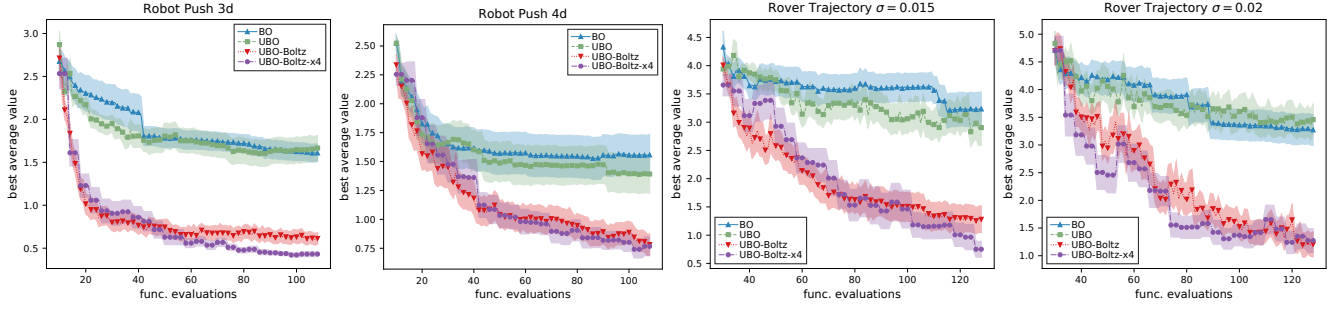 Robot Push 3d
BO
UBO
UBO-Boltz
UBO-Boltz-x4
best average value
3.0
2.5
2.0
1.5
1.0
0.5
20
40
60
80
100
func. evaluations
Robot Push 4d
BO
UBO
UBO-Boltz
UBO-Boltz-x4
best average value
2.50
2.25
2.00
1.75
1.50
1.25
1.00
0.75
20
40
60
80
100
func. evaluations
Rover Trajectory σ = 0.015
best average value
4.5
4.0
3.5
3.0
2.5
2.0
1.5
1.0
0.5
BO
UBO
UBO-Boltz
UBO-Boltz-x4
40
60
80
100
120
func. evaluations
Rover Trajectory σ = 0.02
best average value
5.0
4.5
4.0
3.5
3.0
2.5
2.0
1.5
1.0
BO
UBO
UBO-Boltz
UBO-Boltz-x4
40
60
80
100
120
func. evaluations